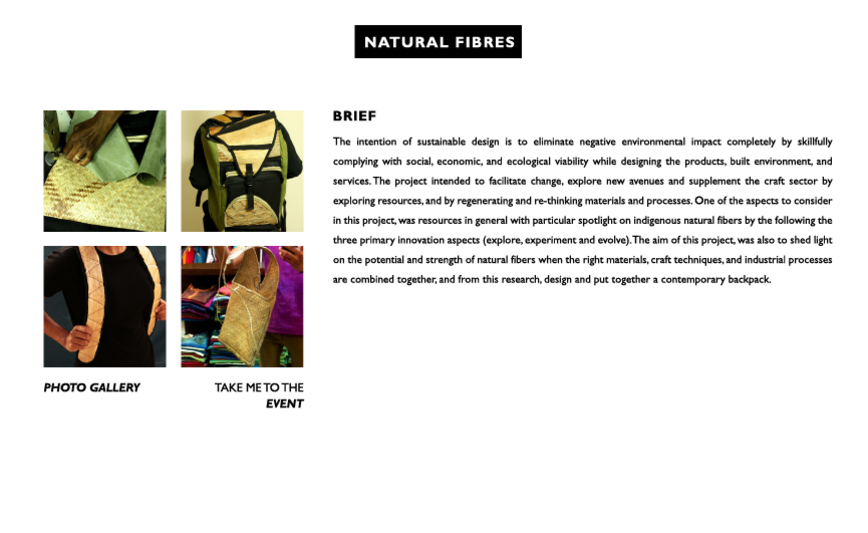 NATURAL FIBRES
BRIEF
The intention of sustainable design is to eliminate negative environmental impact completely by skillfully
complying with social, economic, and ecological viability while designing the products, built environment, and
services. The project intended to facilitate change, explore new avenues and supplement the craft sector by
exploring resources, and by regenerating and re-thinking materials and processes. One of the aspects to consider
in this project, was resources in general with particular spotlight on indigenous natural fibers by the following the
three primary innovation aspects (explore, experiment and evolve). The aim of this project, was also to shed light
on the potential and strength of natural fibers when the right materials, craft techniques, and industrial processes
are combined together, and from this research, design and put together a contemporary backpack.
PHOTO GALLERY
TAKE ME TO THE
EVENT